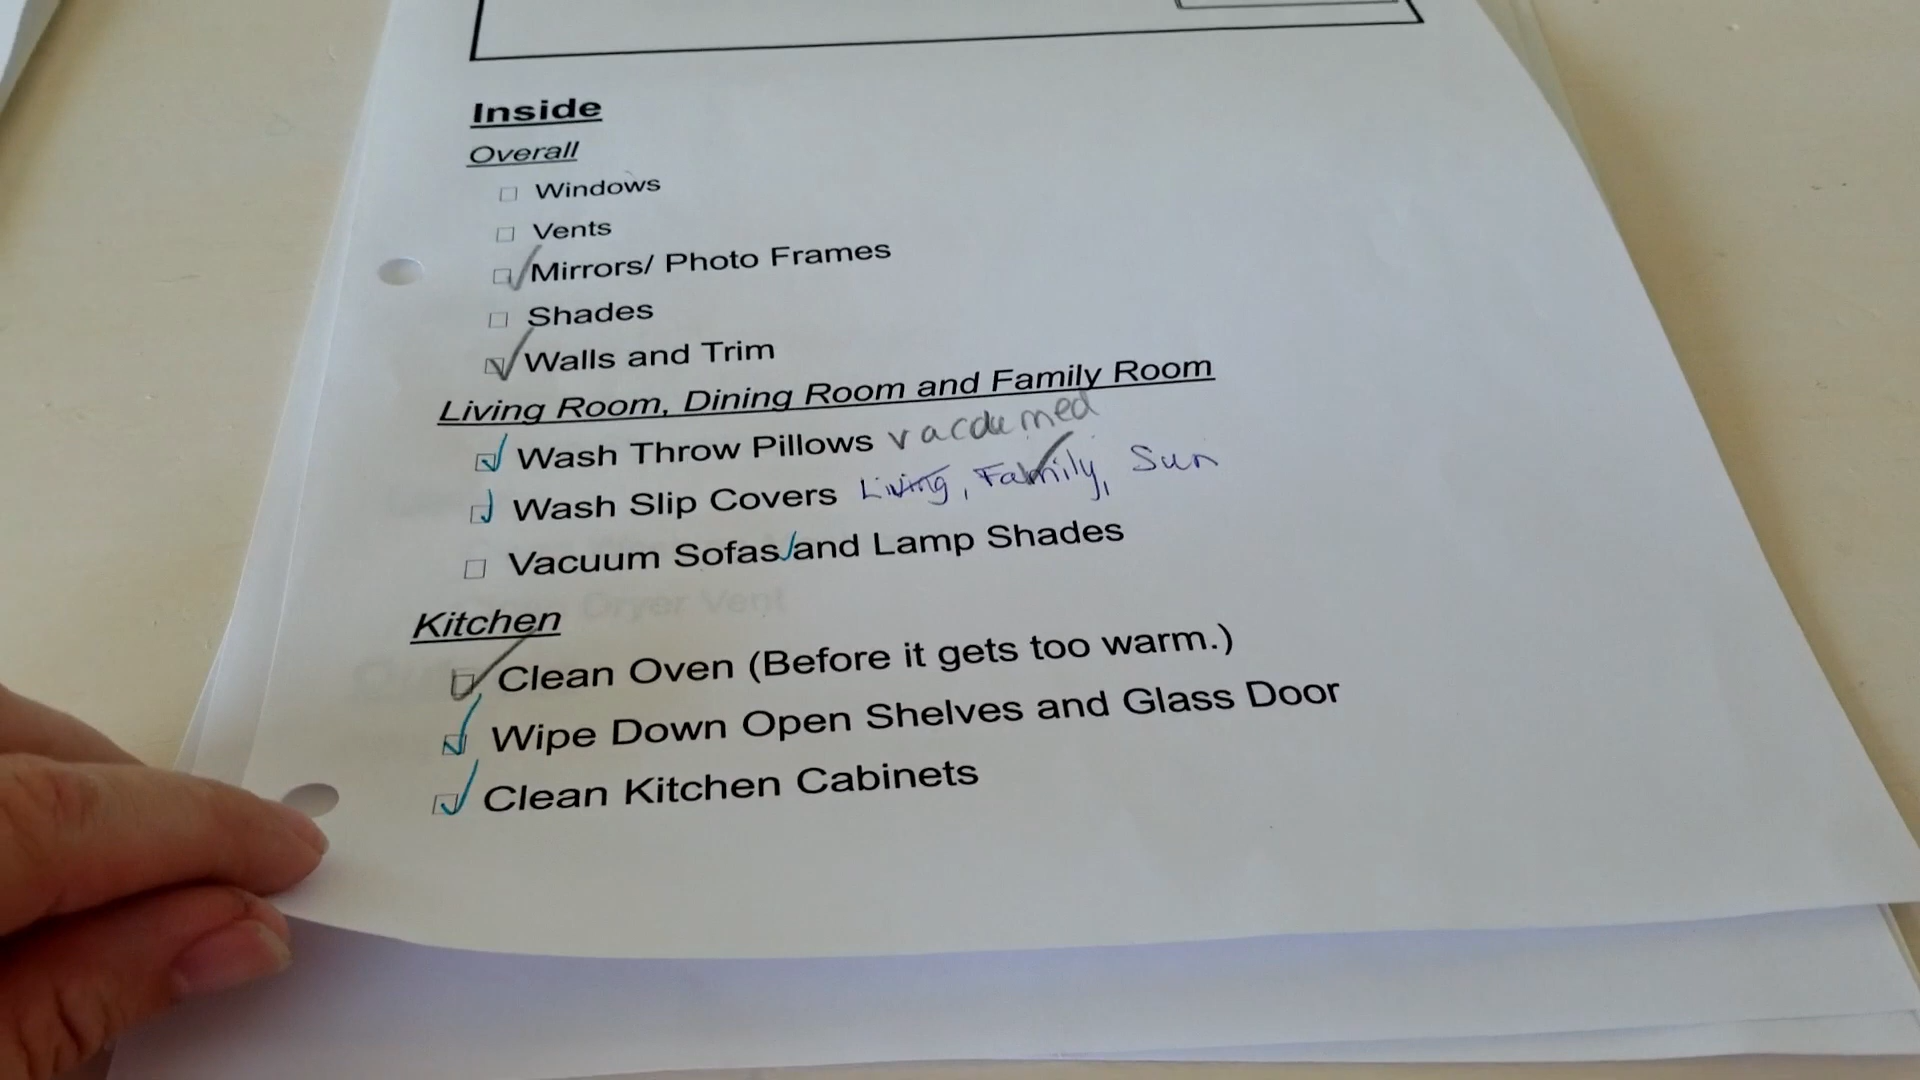 Inside
Overall
☐ Windows
☐ Vents
☑ Mirrors/ Photo Frames
☐ Shades
☑ Walls and Trim
Living Room, Dining Room and Family Room
☑ Wash Throw Pillows vacuumed
☑ Wash Slip Covers Living, Family, Sun
☐ Vacuum Sofas ✓ and Lamp Shades
Kitchen
☑ Clean Oven (Before it gets too warm.)
☑ Wipe Down Open Shelves and Glass Door
☑ Clean Kitchen Cabinets